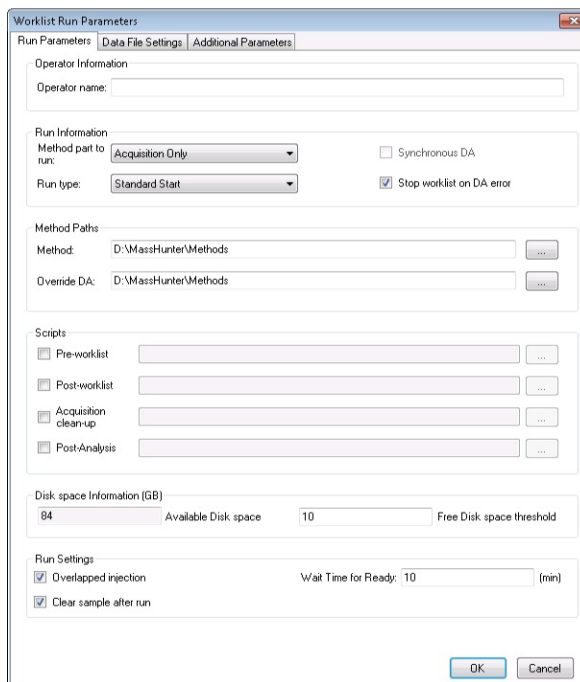 Worklist Run Parameters
Run Parameters Data File Settings Additional Parameters
Operator Information
Operator name:
Run Information
Method part to run: Acquisition Only Synchronous DA
Run type: Standard Start Stop worklist on DA error
Method Paths
Method: D:\MassHunter\Methods ...
Override DA: D:\MassHunter\Methods ...
Scripts
Pre-worklist ...
Post-worklist ...
Acquisition clean-up ...
Post-Analysis ...
Disk space Information (GB)
84 Available Disk space 10 Free Disk space threshold
Run Settings
Overlapped injection Wait Time for Ready: 10 (min)
Clear sample after run
OK Cancel